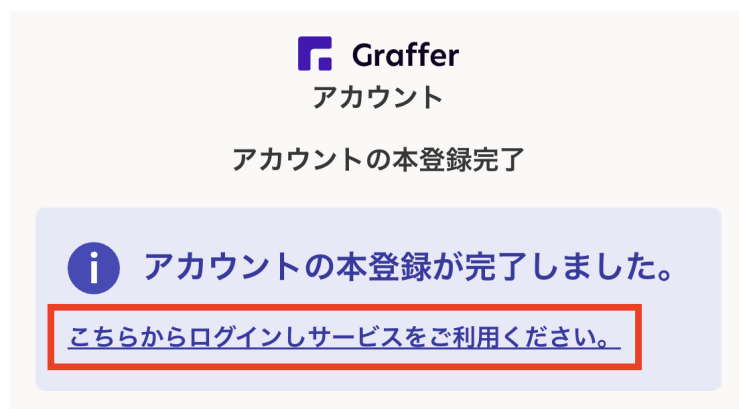 Graffer
アカウント
アカウントの本登録完了
アカウントの本登録が完了しました。
こちらからログインしサービスをご利用ください。